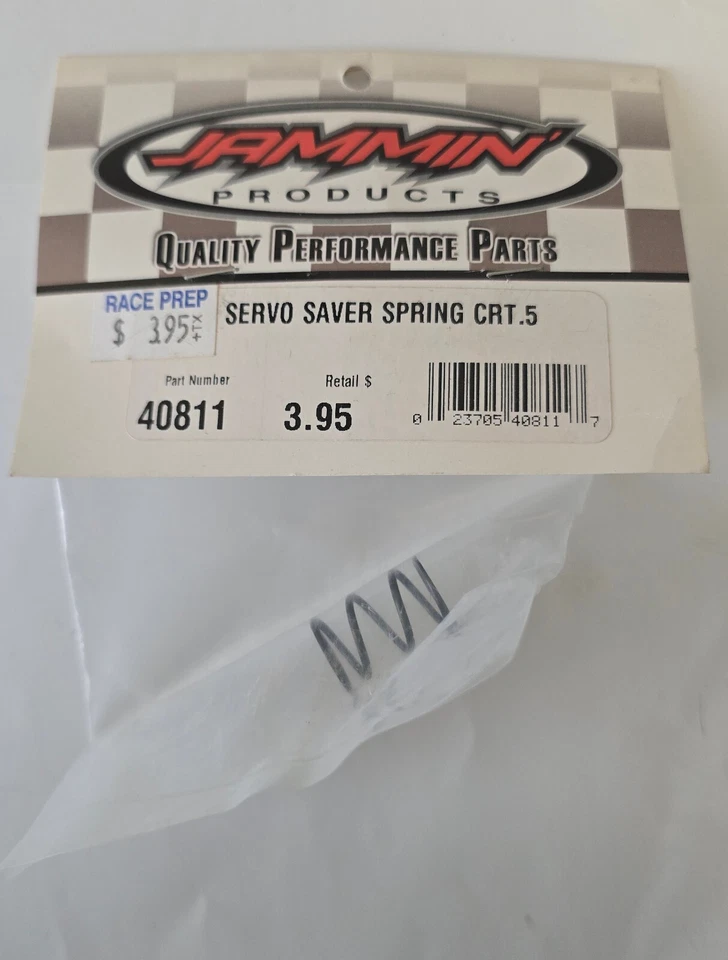 JAMMIN'
PRODUCTS
QUALITY PERFORMANCE PARTS
RACE PREP
$ 3.95 +TX
SERVO SAVER SPRING CRT.5
Part Number
Retail $
40811
3.95
0 23705 40811 7